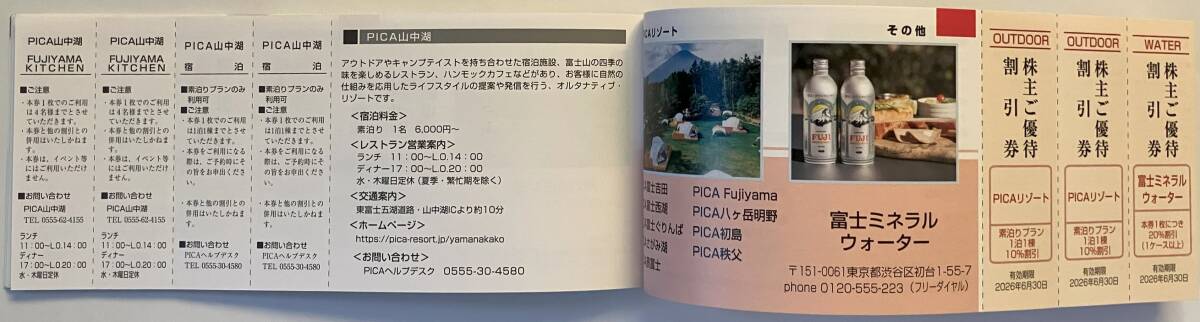 PICA山中湖
FUJIYAMA
KITCHEN
■ご注意
・本券1枚でのご利用は4名様までとさせていただきます。
・本券と他の割引との併用はいたしかねます。
・本券は、イベント等にはご利用いただけません。
■お問い合わせ
PICA山中湖
TEL 0555-62-4155
ランチ
11:00〜L.O.14:00
ディナー
17:00〜L.O.20:00
水・木曜日定休
PICA山中湖
FUJIYAMA
KITCHEN
■ご注意
・本券1枚でのご利用は4名様までとさせていただきます。
・本券と他の割引との併用はいたしかねます。
・本券は、イベント等にはご利用いただけません。
■お問い合わせ
PICA山中湖
TEL 0555-62-4155
ランチ
11:00〜L.O.14:00
ディナー
17:00〜L.O.20:00
水・木曜日定休
PICA山中湖
宿 泊
■素泊りプランのみ利用可
■ご注意
・本券1枚でのご利用は1泊1棟までとさせていただきます。
・本券をご利用になる際は、ご予約時にその旨をお申出ください。
・本券と他の割引との併用はいたしかねます。
■お問い合わせ
PICAヘルプデスク
TEL 0555-30-4580
PICA山中湖
宿 泊
■素泊りプランのみ利用可
■ご注意
・本券1枚でのご利用は1泊1棟までとさせていただきます。
・本券をご利用になる際は、ご予約時にその旨をお申出ください。
・本券と他の割引との併用はいたしかねます。
■お問い合わせ
PICAヘルプデスク
TEL 0555-30-4580
PICA山中湖
アウトドアやキャンプテイストを持ち合わせた宿泊施設、富士山の四季の
味を楽しめるレストラン、ハンモックカフェなどがあり、お客様に自然の
仕組みを応用したライフスタイルの提案や発信を行う、オルタナティブ・
リゾートです。
<宿泊料金>
素泊り 1名 6,000円〜
<レストラン営業案内>
ランチ 11:00〜L.O.14:00
ディナー17:00〜L.O.20:00
水・木曜日定休(夏季・繁忙期を除く)
<交通案内>
東富士五湖道路・山中湖ICより約10分
<ホームページ>
https://pica-resort.jp/yamanakako/
<お問い合わせ>
PICAヘルプデスク 0555-30-4580
CAリゾート
A富士吉田
A富士西湖
A富士ぐりんぱ
Aさがみ湖
A表富士
PICA Fujiyama
PICA八ヶ岳明野
PICA初島
PICA秩父
その他
FUJI
富士ミネラル
ウォーター
〒151-0061東京都渋谷区初台1-55-7
phone 0120-555-223(フリーダイヤル)
OUTDOOR
株主ご優待
割引券
PICAリゾート
素泊りプラン
1泊1棟
10%割引
有効期限
2026年6月30日
OUTDOOR
株主ご優待
割引券
PICAリゾート
素泊りプラン
1泊1棟
10%割引
有効期限
2026年6月30日
WATER
株主ご優待
割引券
富士ミネラル
ウォーター
本券1枚につき
20%割引
(1ケース以上)
有効期限
2026年6月30日